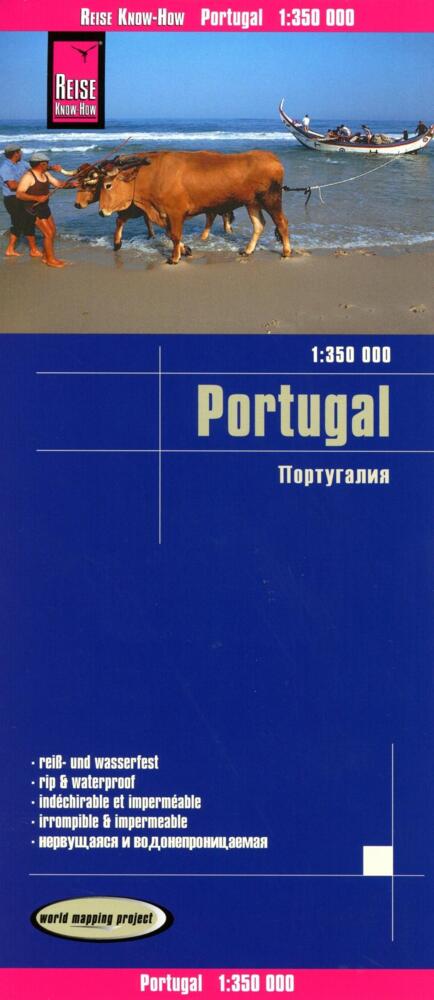 Reise Know-How Portugal 1:350 000
REISE
KNOW-HOW
1:350 000
Portugal
Португалия
· reiß- und wasserfest
· rip & waterproof
· indéchirable et imperméable
· irrompible & impermeable
· нервущаяся и водонепроницаемая
world mapping project
Portugal 1:350 000